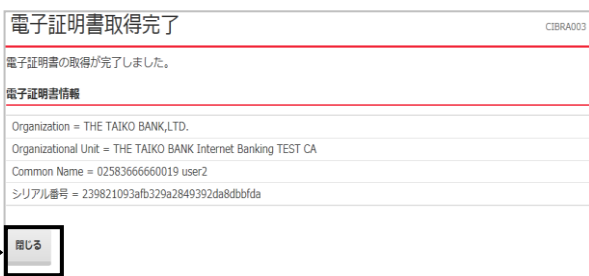 電子証明書取得完了
CIBRA003
電子証明書の取得が完了しました。
電子証明書情報
Organization = THE TAIKO BANK,LTD.
Organizational Unit = THE TAIKO BANK Internet Banking TEST CA
Common Name = 02583666660019 user2
シリアル番号 = 239821093afb329a2849392da8dbbfda
閉じる